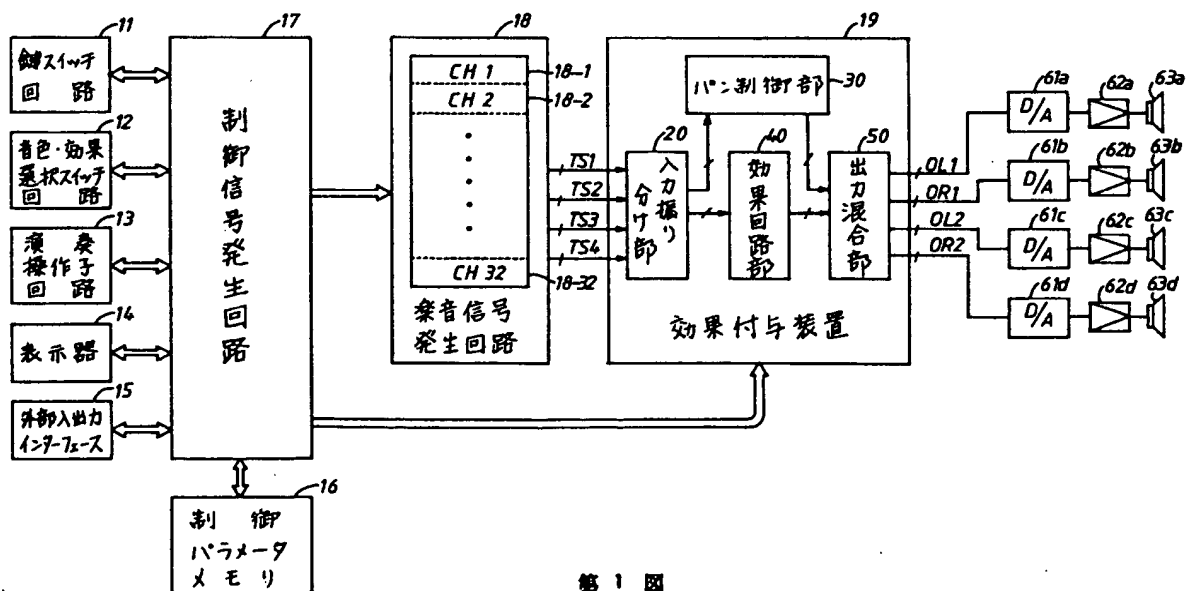 11
鍵スイッチ
回路
12
音色・効果
選択スイッチ
回路
13
演奏
操作子
回路
14
表示器
15
外部入出力
インターフェース
17
制御信号発生回路
16
制御
パラメータ
メモリ
18
CH 1
18-1
CH 2
18-2
CH 32
18-32
楽音信号
発生回路
TS1
TS2
TS3
TS4
19
パン制御部
30
20
入力振り
分け部
40
効果回路部
50
出力混合部
効果付与装置
OL1
OR1
OL2
OR2
61a
D/A
62a
63a
61b
D/A
62b
63b
61c
D/A
62c
63c
61d
D/A
62d
63d
第1図